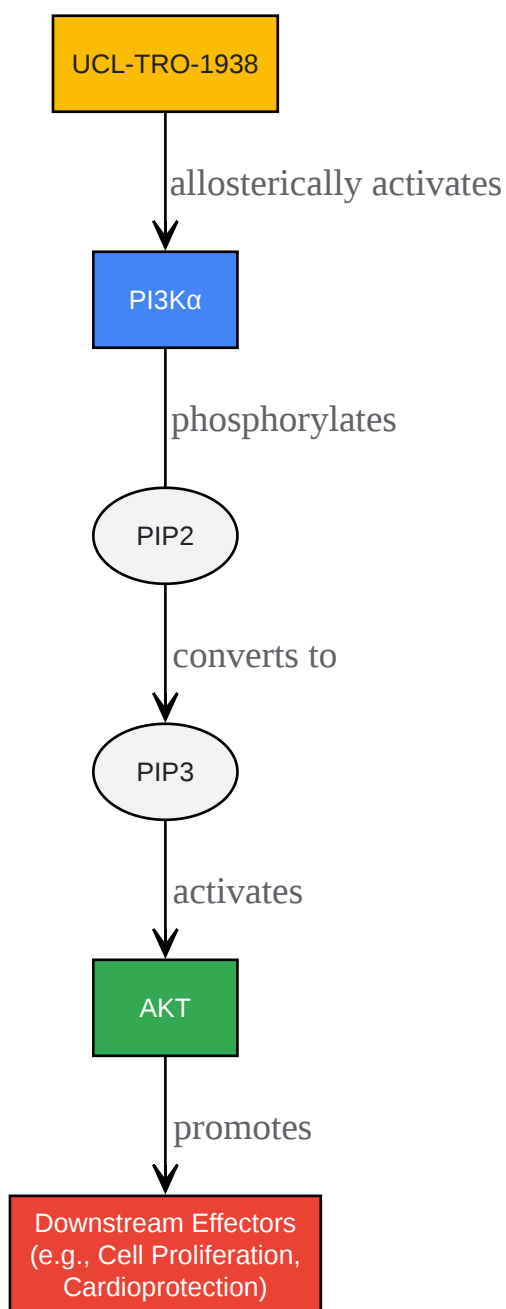 UCL-TRO-1938
allosterically activates
PI3Kα
phosphorylates
PIP2
converts to
PIP3
activates
AKT
promotes
Downstream Effectors
(e.g., Cell Proliferation,
Cardioprotection)